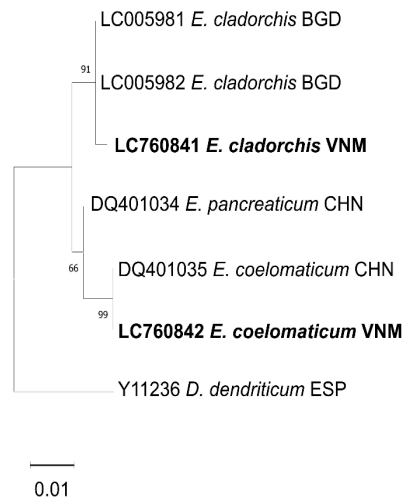 LC005981 E. cladorchis BGD
91
LC005982 E. cladorchis BGD
LC760841 E. cladorchis VNM
DQ401034 E. pancreaticum CHN
66
DQ401035 E. coelomaticum CHN
99
LC760842 E. coelomaticum VNM
Y11236 D. dendriticum ESP
0.01